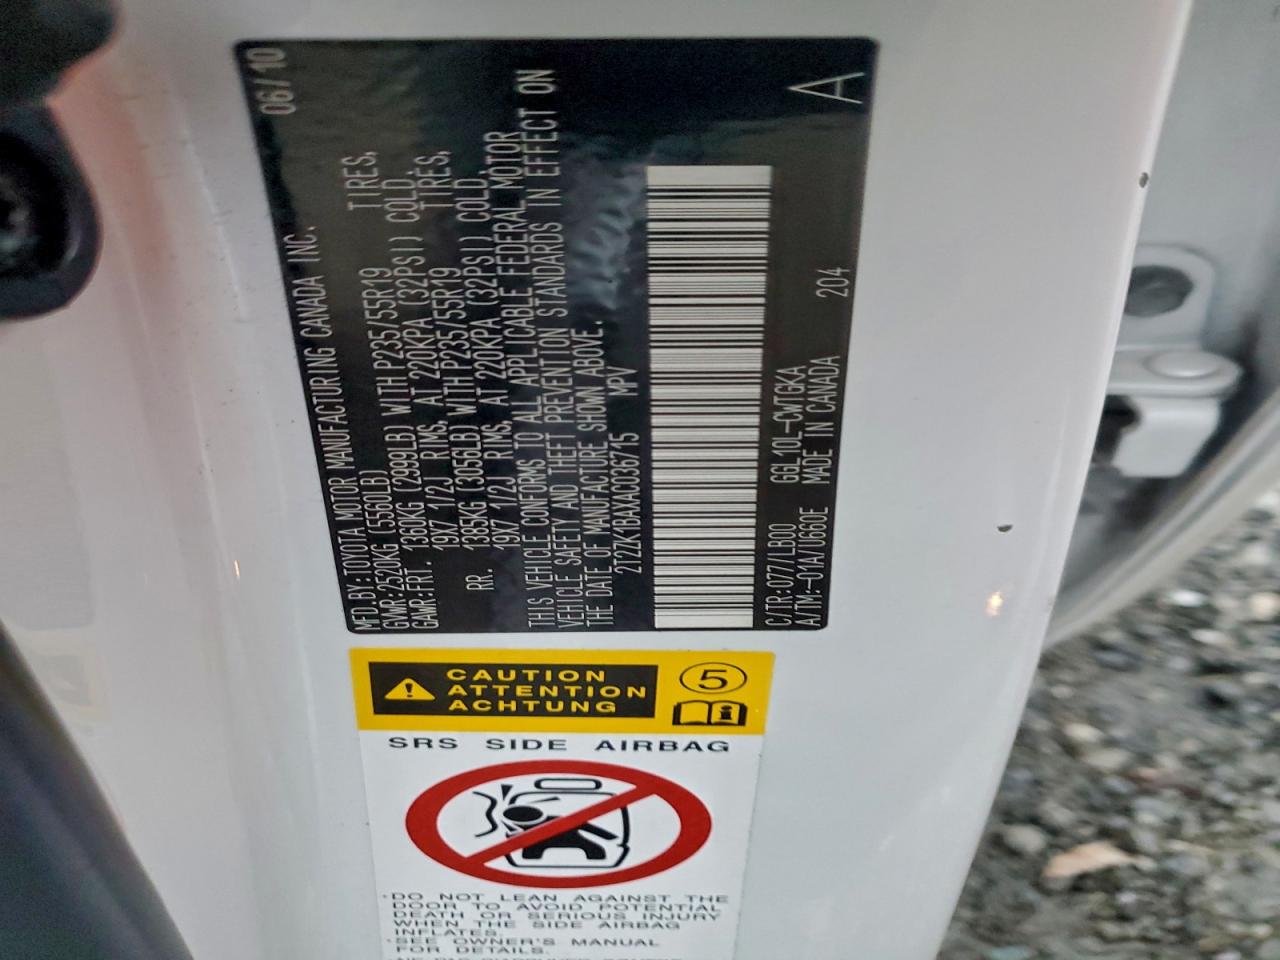 MFD.BY:TOYOTA MOTOR MANUFACTURING CANADA INC. 06/10
GVWR:2520KG(5560LB)
GAWR:FRT. 1360KG(2999LB) WITH P235/55R19 TIRES,
19X7 1/2J RIMS, AT 220KPA(32PSI) COLD.
RR. 1385KG(3056LB) WITH P235/55R19 TIRES,
19X7 1/2J RIMS, AT 220KPA(32PSI) COLD.
THIS VEHICLE CONFORMS TO ALL APPLICABLE FEDERAL MOTOR
VEHICLE SAFETY AND THEFT PREVENTION STANDARDS IN EFFECT ON
THE DATE OF MANUFACTURE SHOWN ABOVE.
2T2ZK1BAXAC036715 MPV
C/TR:077/LB00 GGL10L-CWTGKA
A/TM:-01A/U660E MADE IN CANADA 204
A
CAUTION
ATTENTION
ACHTUNG
5
SRS SIDE AIRBAG
·DO NOT LEAN AGAINST THE
DOOR TO AVOID POTENTIAL
DEATH OR SERIOUS INJURY
WHEN THE SIDE AIRBAG
INFLATES.
·SEE OWNER'S MANUAL
FOR DETAILS.